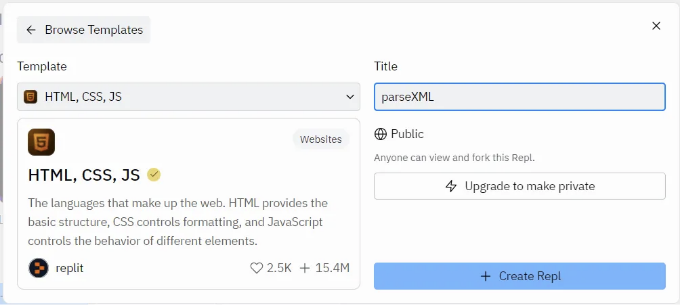 Browse Templates
Template
HTML, CSS, JS
Websites
HTML, CSS, JS
The languages that make up the web. HTML provides the
basic structure, CSS controls formatting, and JavaScript
controls the behavior of different elements.
replit
2.5K
15.4M
Title
parseXML
Public
Anyone can view and fork this Repl.
Upgrade to make private
Create Repl